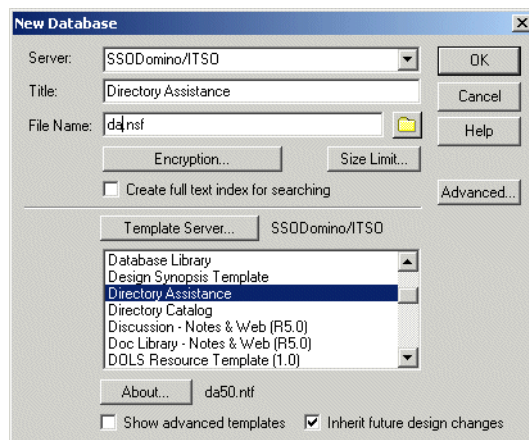 New Database
Server: SSODomino/ITSO OK
Title: Directory Assistance Cancel
File Name: da.nsf Help
Encryption... Size Limit...
Create full text index for searching Advanced...
Template Server... SSODomino/ITSO
Database Library
Design Synopsis Template
Directory Assistance
Directory Catalog
Discussion - Notes & Web (R5.0)
Doc Library - Notes & Web (R5.0)
DOLS Resource Template (1.0)
About... da50.ntf
Show advanced templates Inherit future design changes